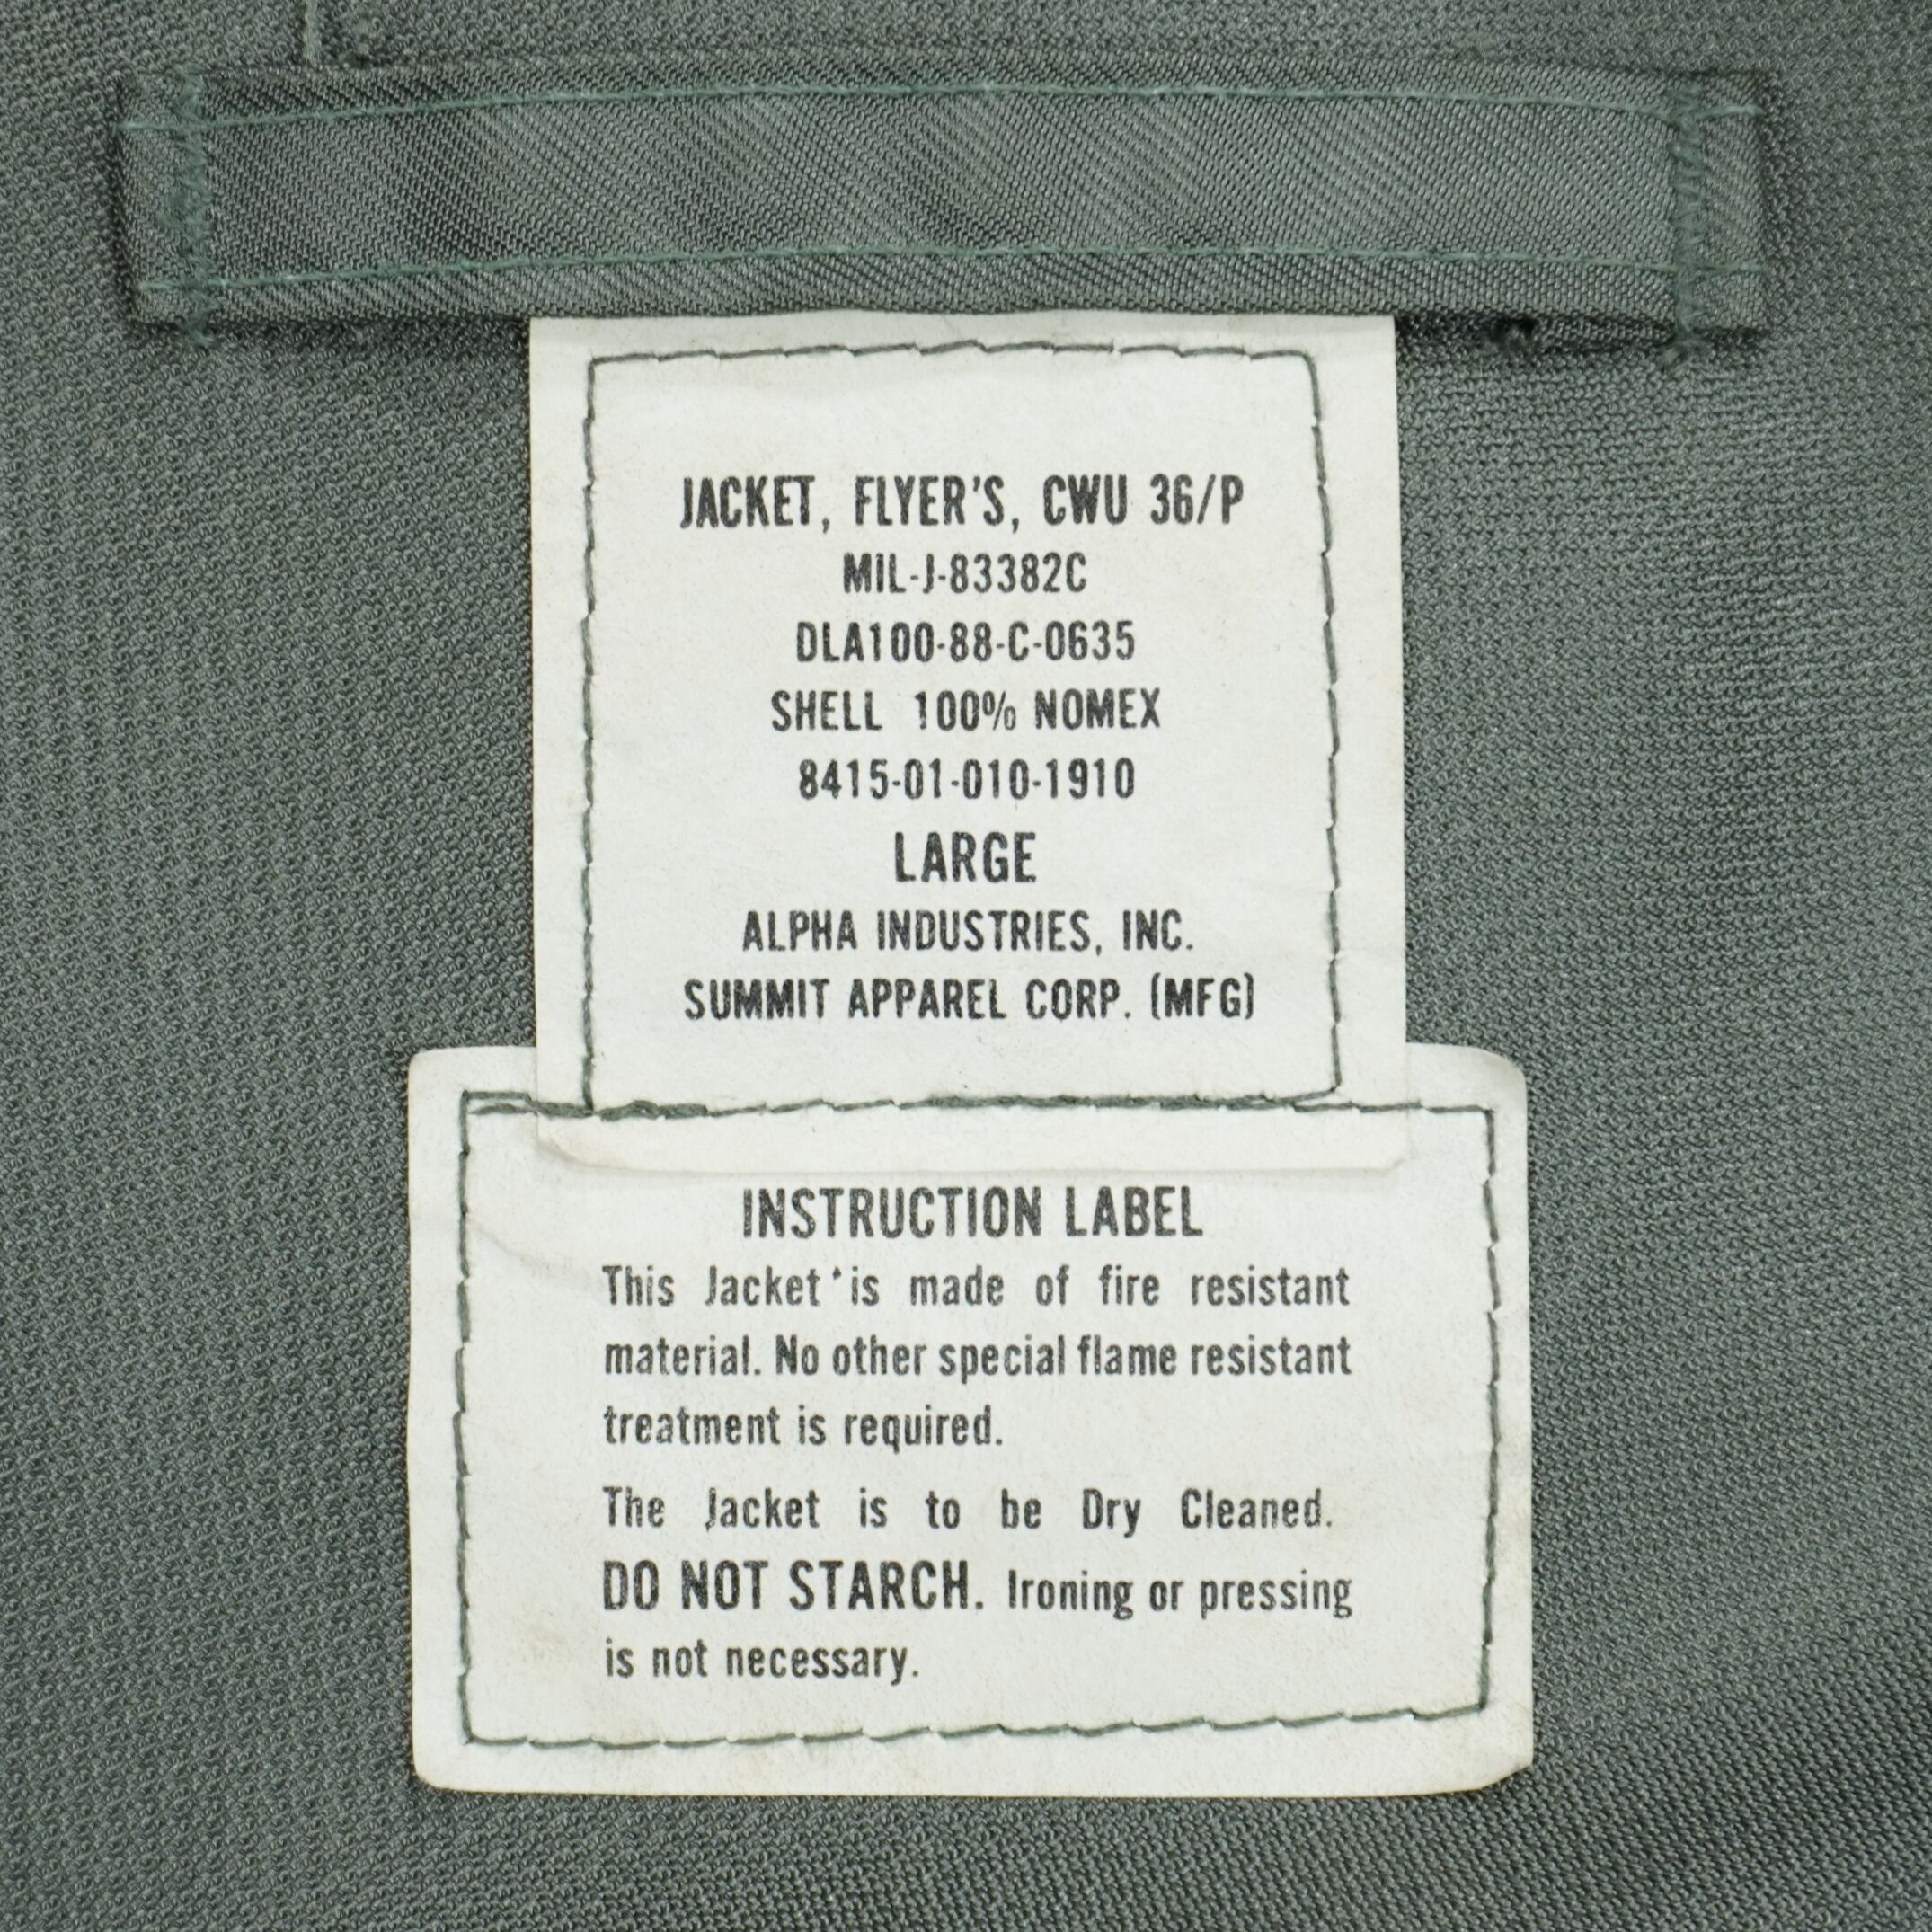 JACKET, FLYER'S, CWU 36/P
MIL-J-83382C
DLA100-88-C-0635
SHELL 100% NOMEX
8415-01-010-1910
LARGE
ALPHA INDUSTRIES, INC.
SUMMIT APPAREL CORP. (MFG)
INSTRUCTION LABEL
This Jacket is made of fire resistant
material. No other special flame resistant
treatment is required.
The Jacket is to be Dry Cleaned.
DO NOT STARCH. Ironing or pressing
is not necessary.